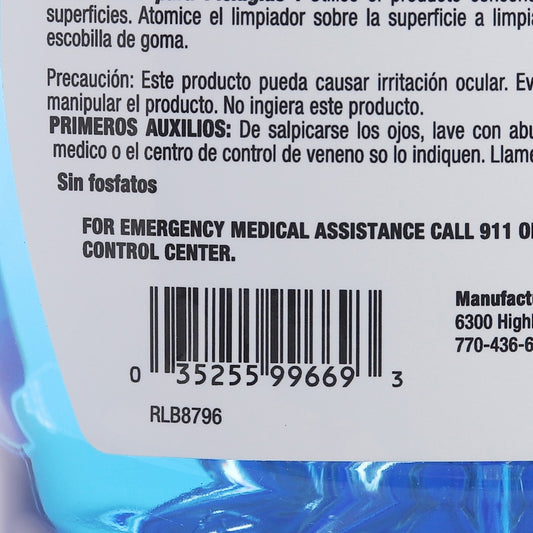 superficies. Atomice el limpiador sobre la superficie a limpi
escobilla de goma.
Precaución: Este producto pueda causar irritación ocular. Ev
manipular el producto. No ingiera este producto.
PRIMEROS AUXILIOS: De salpicarse los ojos, lave con abu
medico o el centro de control de veneno so lo indiquen. Llame
Sin fosfatos
FOR EMERGENCY MEDICAL ASSISTANCE CALL 911 O
CONTROL CENTER.
Manufact
6300 Highl
770-436-6
0 35255 99669 3
RLB8796